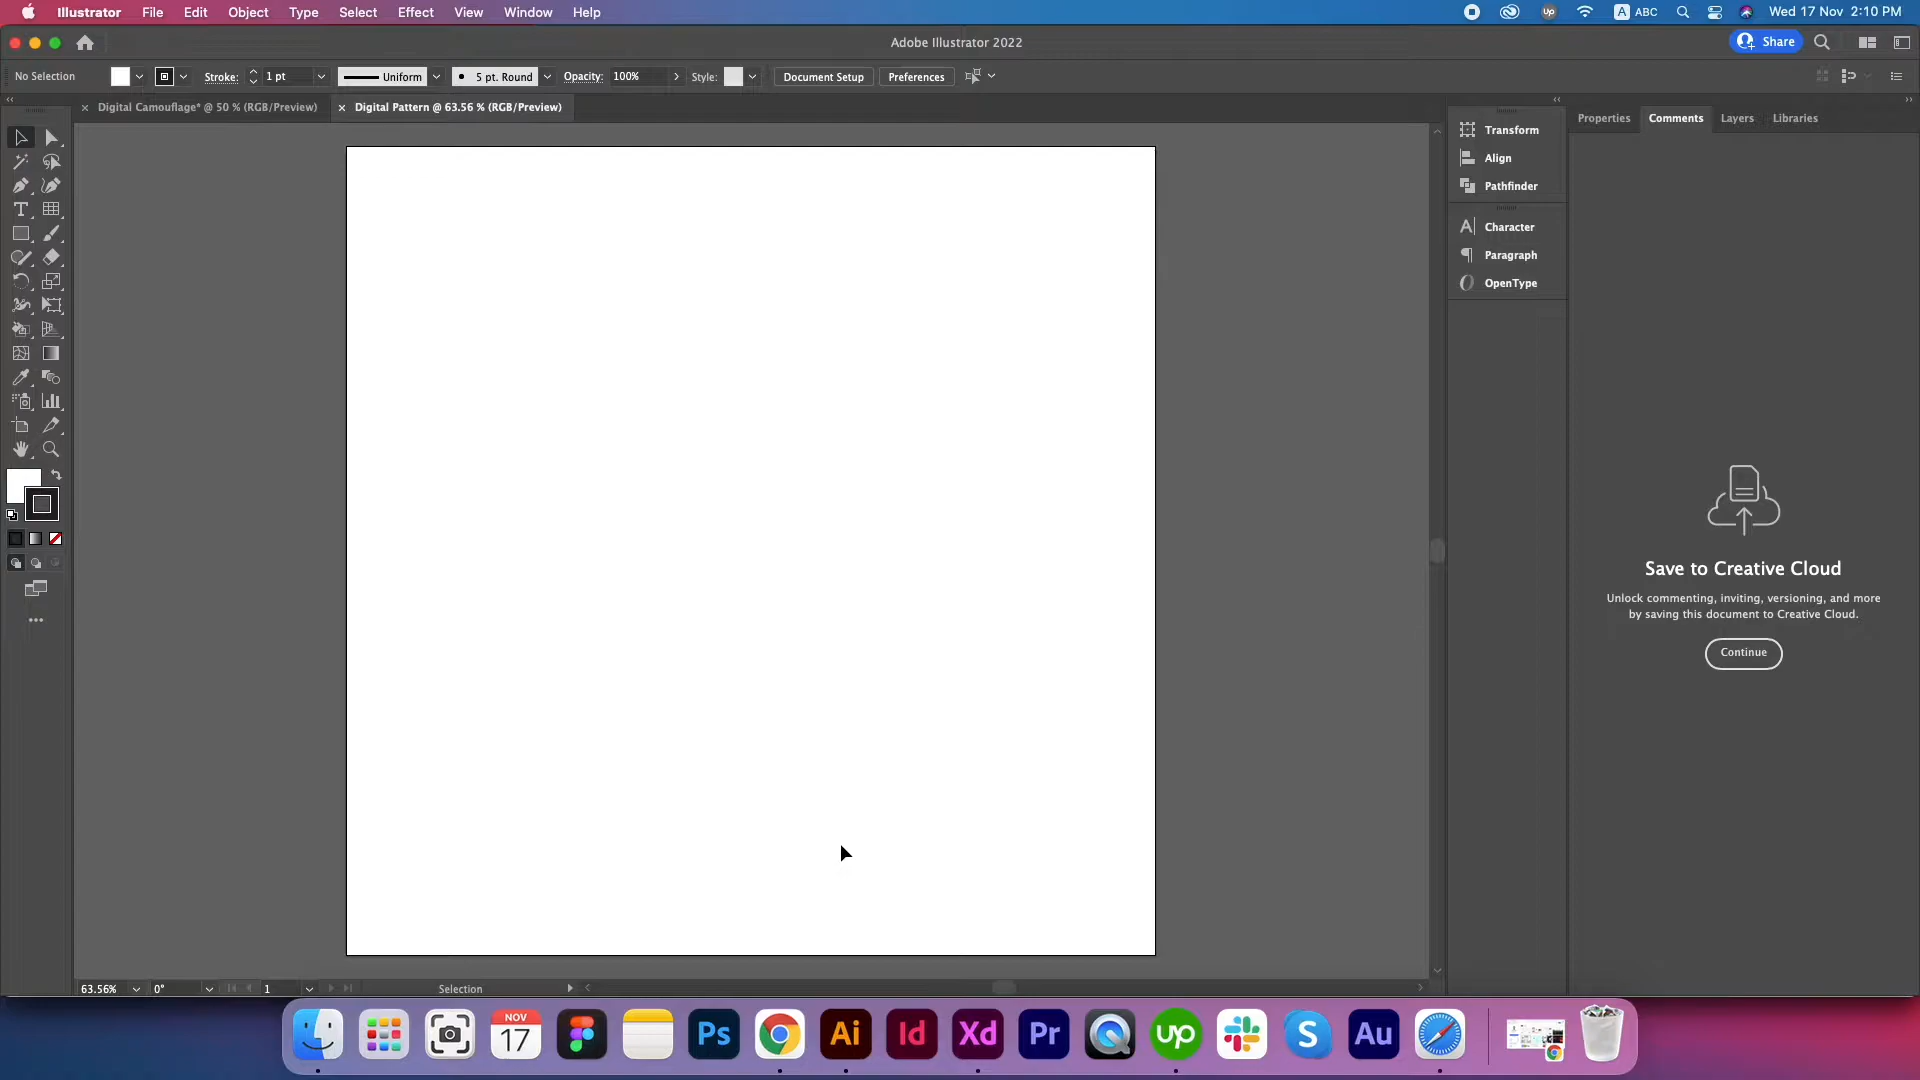 Illustrator File Edit Object Type Select Effect View Window Help
A ABC Wed 17 Nov 2:10 PM
Adobe Illustrator 2022
Share
No Selection Stroke: 1 pt Uniform 5 pt. Round Opacity: 100% Style: Document Setup Preferences
Digital Camouflage* @ 50 % (RGB/Preview)
Digital Pattern @ 63.56 % (RGB/Preview)
Transform
Align
Pathfinder
Character
Paragraph
OpenType
Properties Comments Layers Libraries
Save to Creative Cloud
Unlock commenting, inviting, versioning, and more
by saving this document to Creative Cloud.
Continue
63.56% 0° 1 Selection
NOV
17
Ps
Ai
Id
Xd
Pr
up
S
Au